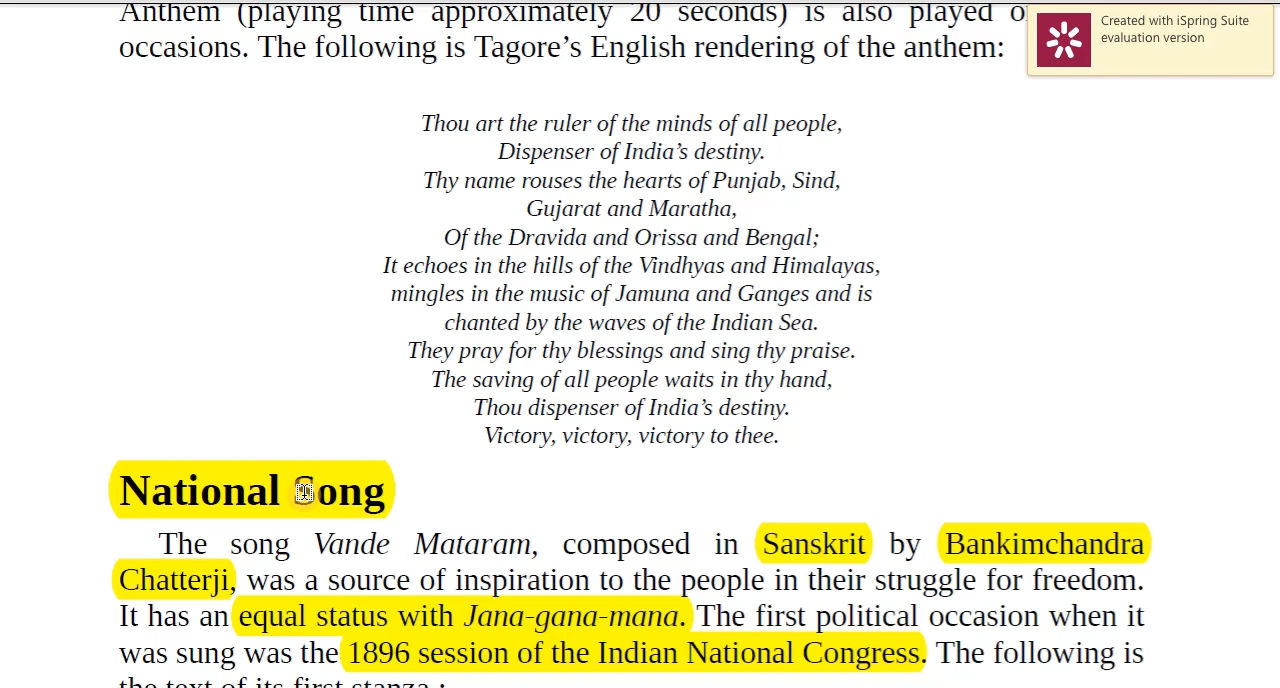 Anthem (playing time approximately 20 seconds) is also played
occasions. The following is Tagore’s English rendering of the anthem:
Created with iSpring Suite
evaluation version
Thou art the ruler of the minds of all people,
Dispenser of India’s destiny.
Thy name rouses the hearts of Punjab, Sind,
Gujarat and Maratha,
Of the Dravida and Orissa and Bengal;
It echoes in the hills of the Vindhyas and Himalayas,
mingles in the music of Jamuna and Ganges and is
chanted by the waves of the Indian Sea.
They pray for thy blessings and sing thy praise.
The saving of all people waits in thy hand,
Thou dispenser of India’s destiny.
Victory, victory, victory to thee.
National Song
The song Vande Mataram, composed in Sanskrit by Bankimchandra
Chatterji, was a source of inspiration to the people in their struggle for freedom.
It has an equal status with Jana-gana-mana. The first political occasion when it
was sung was the 1896 session of the Indian National Congress. The following is
the text of its first stanza :